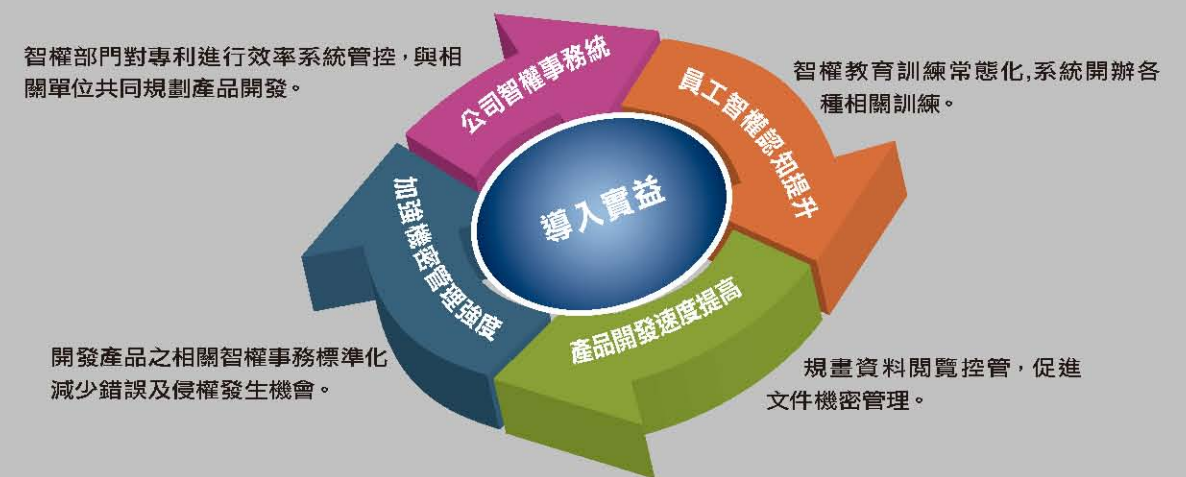 智權部門對專利進行效率系統管控，與相
關單位共同規劃產品開發。
公司智權事務統
員工智權認知提升
智權教育訓練常態化,系統開辦各
種相關訓練。
導入實益
加強機密管理強度
產品開發速度提高
開發產品之相關智權事務標準化
減少錯誤及侵權發生機會。
規畫資料閱覽控管，促進
文件機密管理。